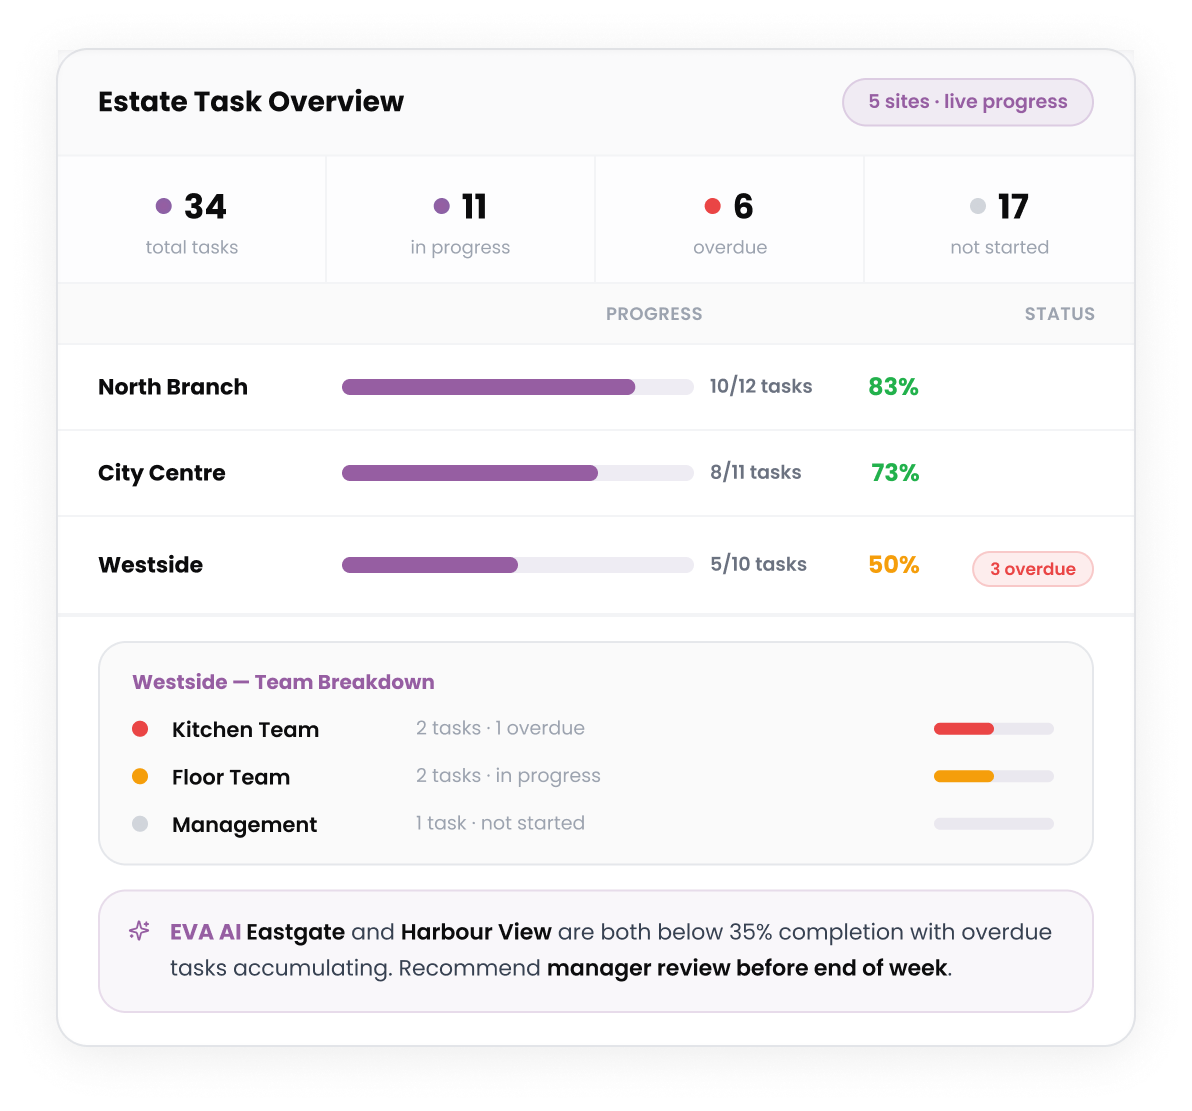 Estate Task Overview
5 sites · live progress
34
total tasks
11
in progress
6
overdue
17
not started
PROGRESS
STATUS
North Branch
10/12 tasks
83%
City Centre
8/11 tasks
73%
Westside
5/10 tasks
50%
3 overdue
Westside — Team Breakdown
Kitchen Team
2 tasks · 1 overdue
Floor Team
2 tasks · in progress
Management
1 task · not started
EVA AI Eastgate and Harbour View are both below 35% completion with overdue
tasks accumulating. Recommend manager review before end of week.